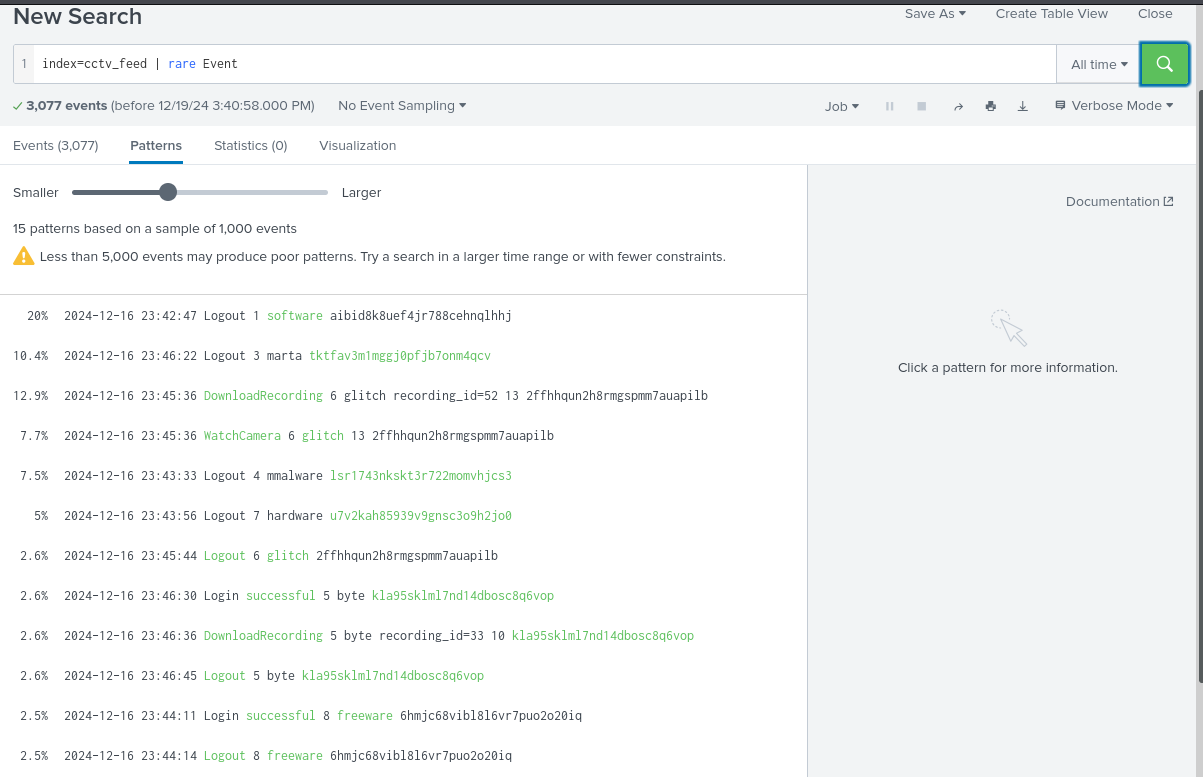 New Search
Save As Create Table View Close
1 index=cctv_feed | rare Event
All time
3,077 events (before 12/19/24 3:40:58.000 PM) No Event Sampling Job Verbose Mode
Events (3,077) Patterns Statistics (0) Visualization
Smaller Larger
Documentation
15 patterns based on a sample of 1,000 events
Less than 5,000 events may produce poor patterns. Try a search in a larger time range or with fewer constraints.
20% 2024-12-16 23:42:47 Logout 1 software aibid8k8uef4jr788cehnqlhhj
10.4% 2024-12-16 23:46:22 Logout 3 marta tktfav3m1mggj0pfjb7onm4qcv
Click a pattern for more information.
12.9% 2024-12-16 23:45:36 DownloadRecording 6 glitch recording_id=52 13 2ffhhqun2h8rmgspmm7auapilb
7.7% 2024-12-16 23:45:36 WatchCamera 6 glitch 13 2ffhhqun2h8rmgspmm7auapilb
7.5% 2024-12-16 23:43:33 Logout 4 mmalware lsr1743nkskt3r722momvhjcs3
5% 2024-12-16 23:43:56 Logout 7 hardware u7v2kah85939v9gnsc3o9h2jo0
2.6% 2024-12-16 23:45:44 Logout 6 glitch 2ffhhqun2h8rmgspmm7auapilb
2.6% 2024-12-16 23:46:30 Login successful 5 byte kla95sklml7nd14dbosc8q6vop
2.6% 2024-12-16 23:46:36 DownloadRecording 5 byte recording_id=33 10 kla95sklml7nd14dbosc8q6vop
2.6% 2024-12-16 23:46:45 Logout 5 byte kla95sklml7nd14dbosc8q6vop
2.5% 2024-12-16 23:44:11 Login successful 8 freeware 6hmjc68vibl8l6vr7puo2o20iq
2.5% 2024-12-16 23:44:14 Logout 8 freeware 6hmjc68vibl8l6vr7puo2o20iq